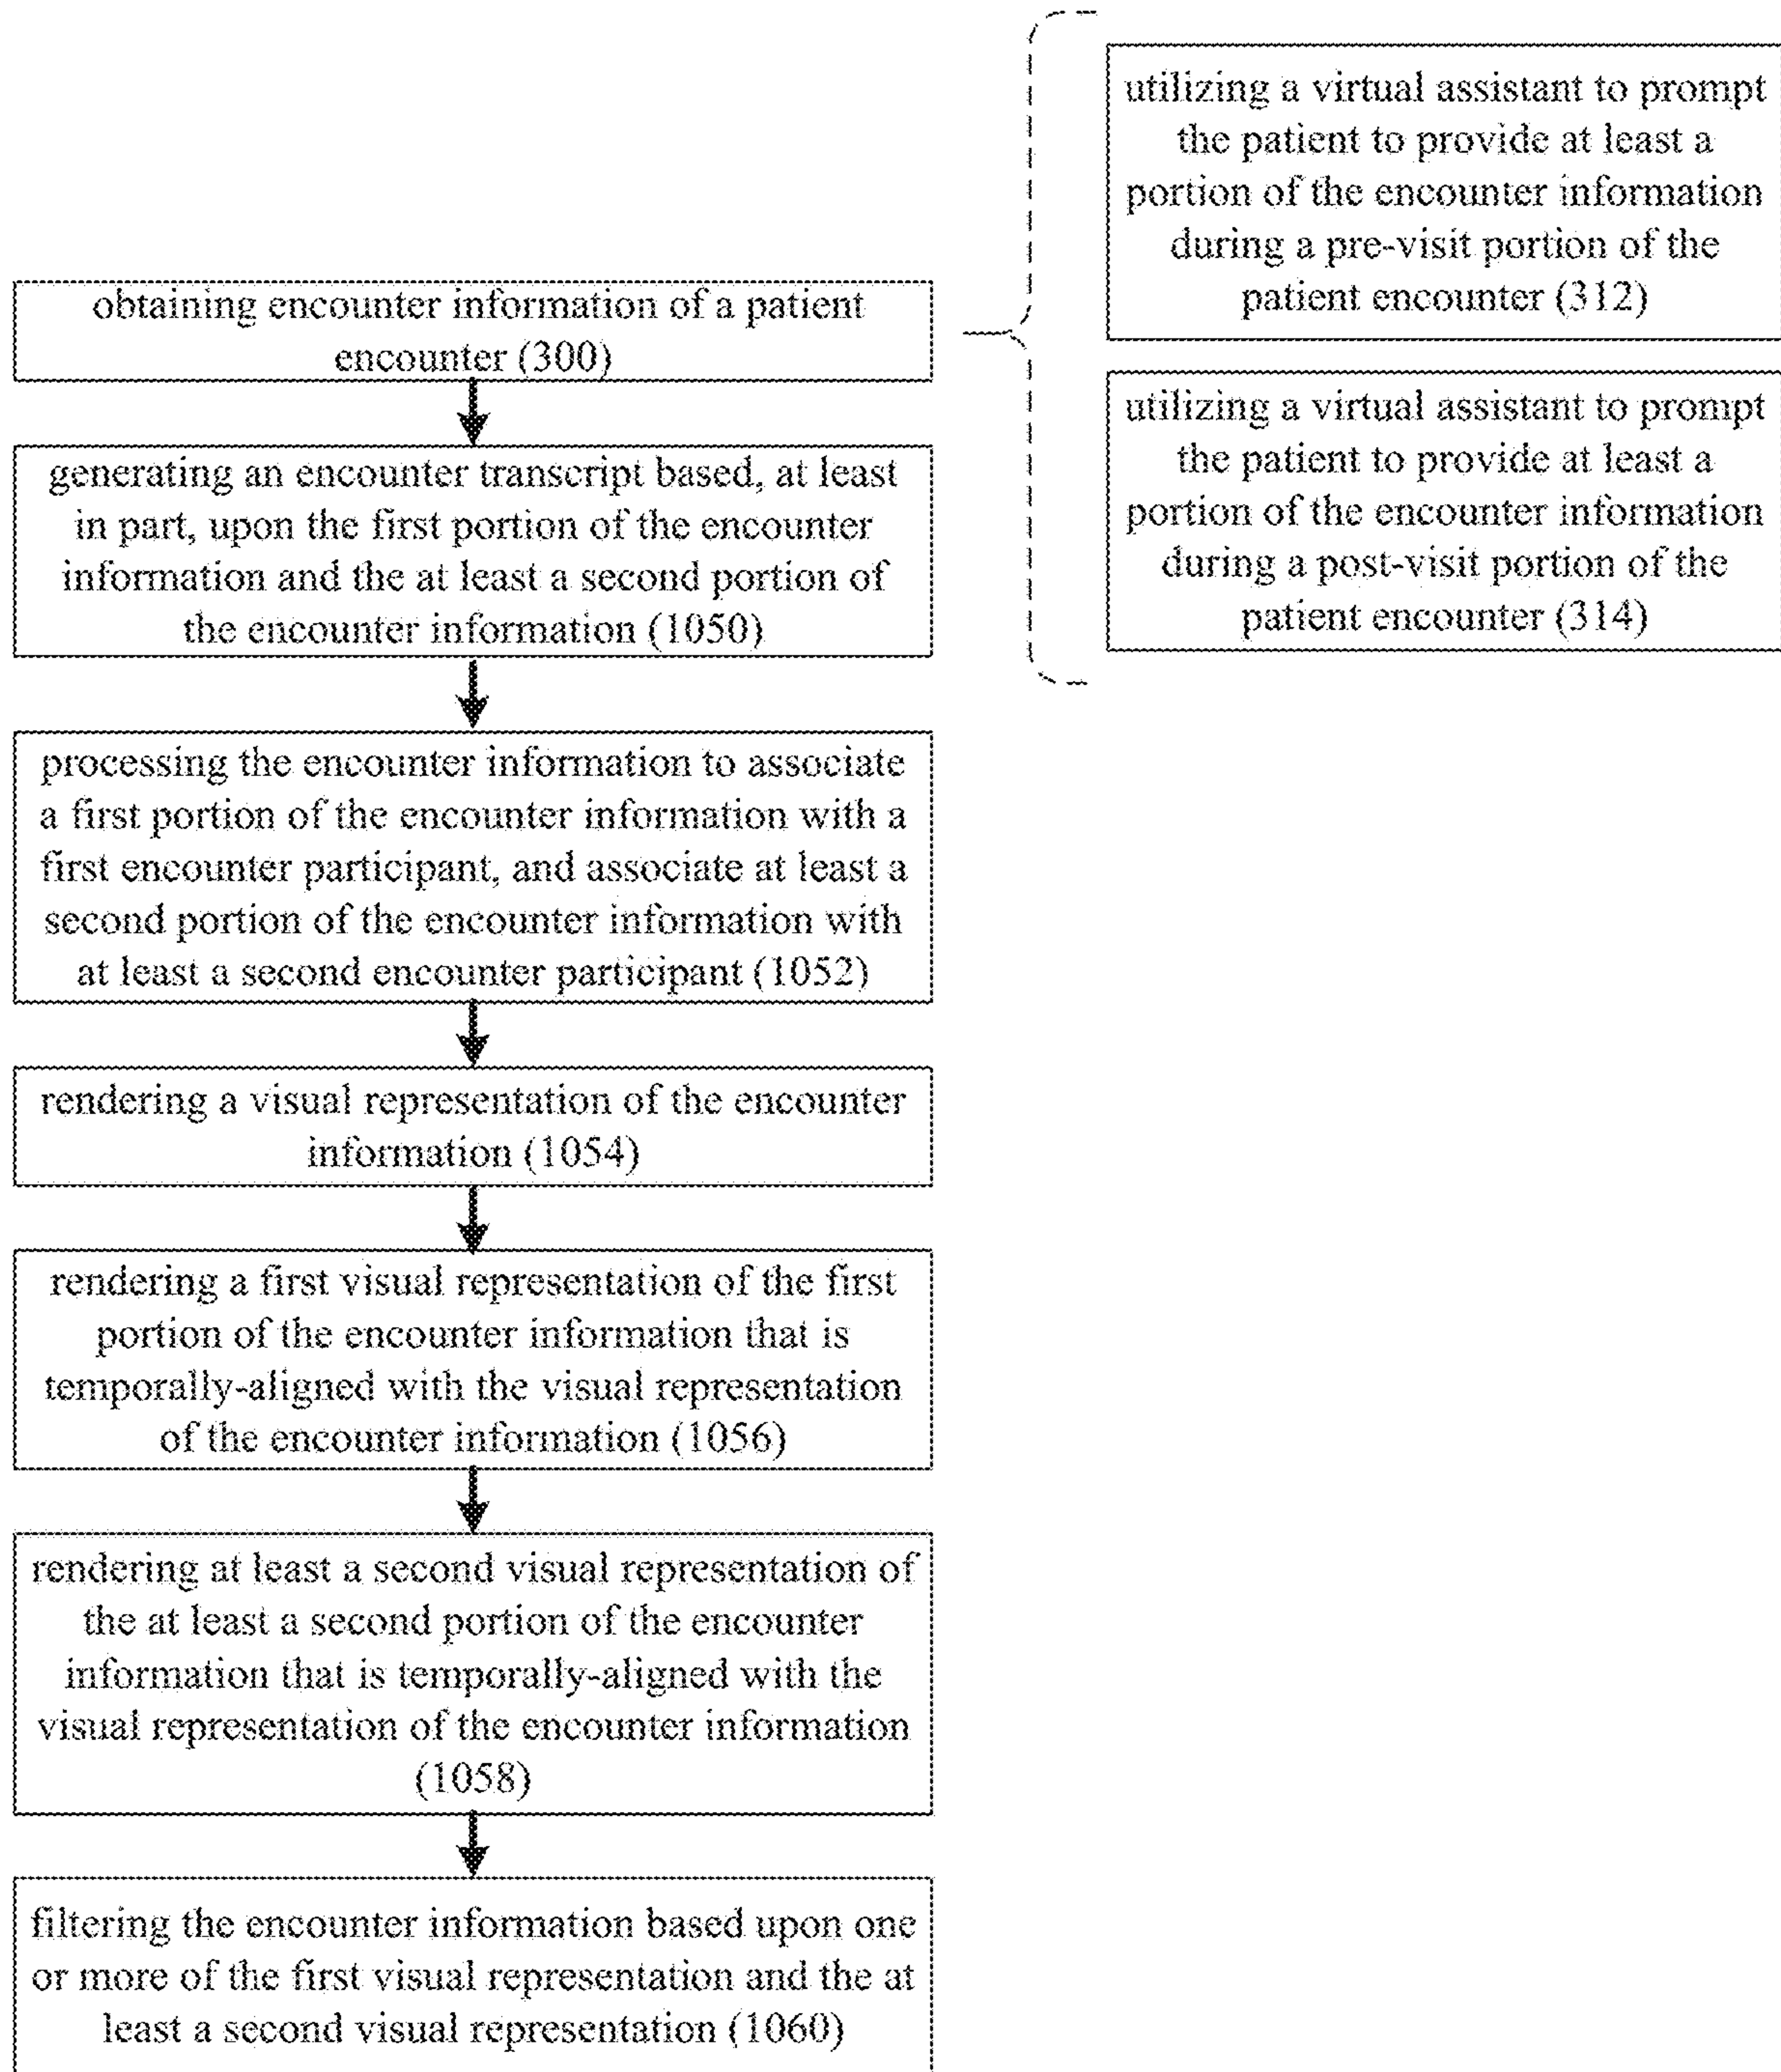 obtaining encounter information of a patient
encounter (300)
generating an encounter transcript based, at least
in part, upon the first portion of the encounter
information and the at least a second portion of
the encounter information (1050)
processing the encounter information to associate
a first portion of the encounter information with a
first encounter participant, and associate at least a
second portion of the encounter information with
at least a second encounter participant (1052)
rendering a visual representation of the encounter
information (1054)
rendering a first visual representation of the first
portion of the encounter information that is
temporally-aligned with the visual representation
of the encounter information (1056)
rendering at least a second visual representation of
the at least a second portion of the encounter
information that is temporally-aligned with the
visual representation of the encounter information
(1058)
filtering the encounter information based upon one
or more of the first visual representation and the at
least a second visual representation (1060)
utilizing a virtual assistant to prompt
the patient to provide at least a
portion of the encounter information
during a pre-visit portion of the
patient encounter (312)
utilizing a virtual assistant to prompt
the patient to provide at least a
portion of the encounter information
during a post-visit portion of the
patient encounter (314)